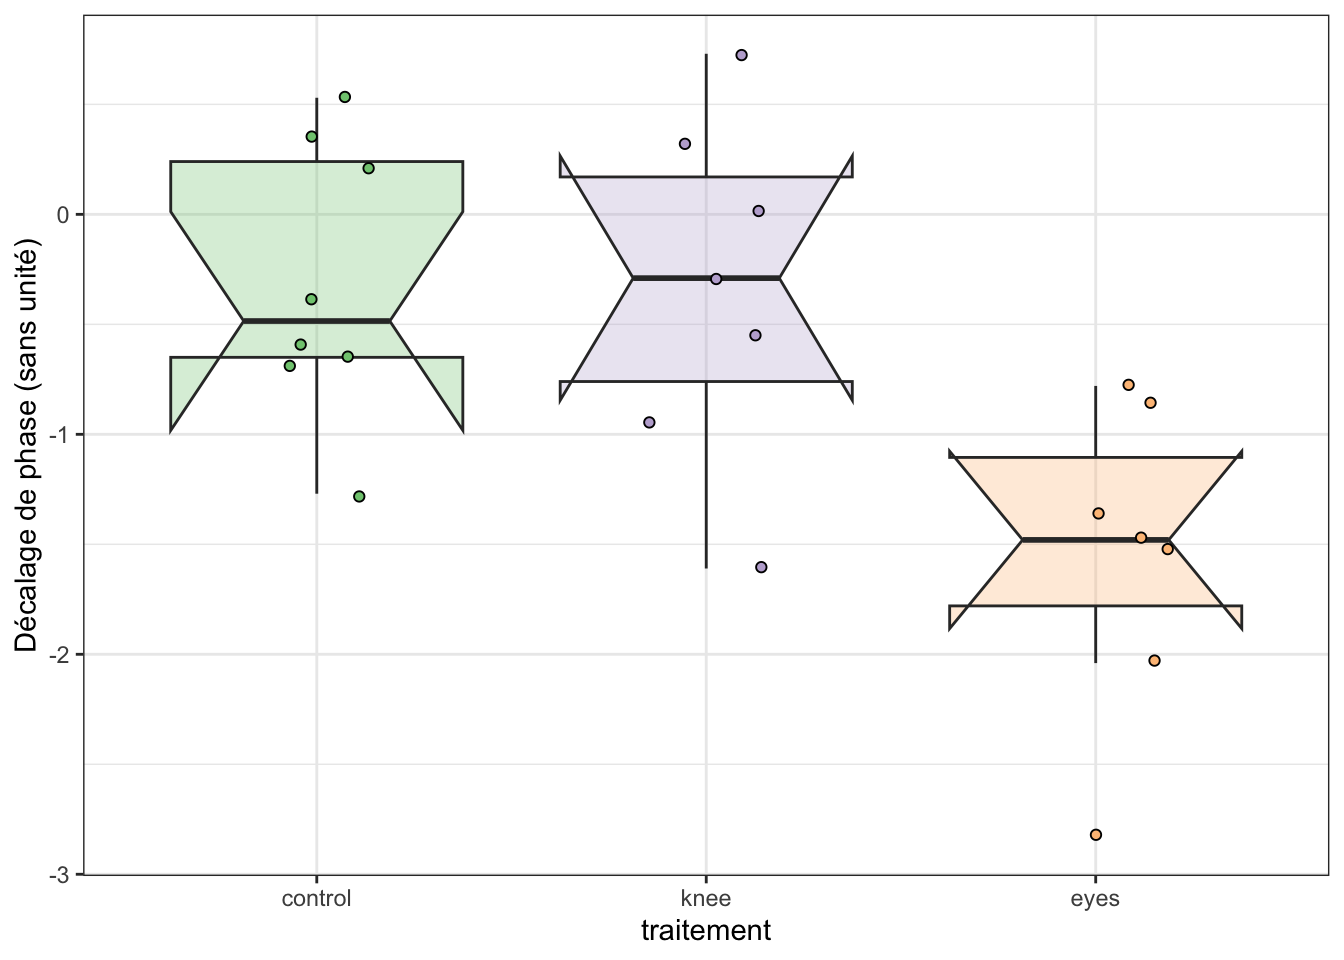 Décalage de phase (sans unité)
0
-1
-2
-3
control
knee
eyes
traitement